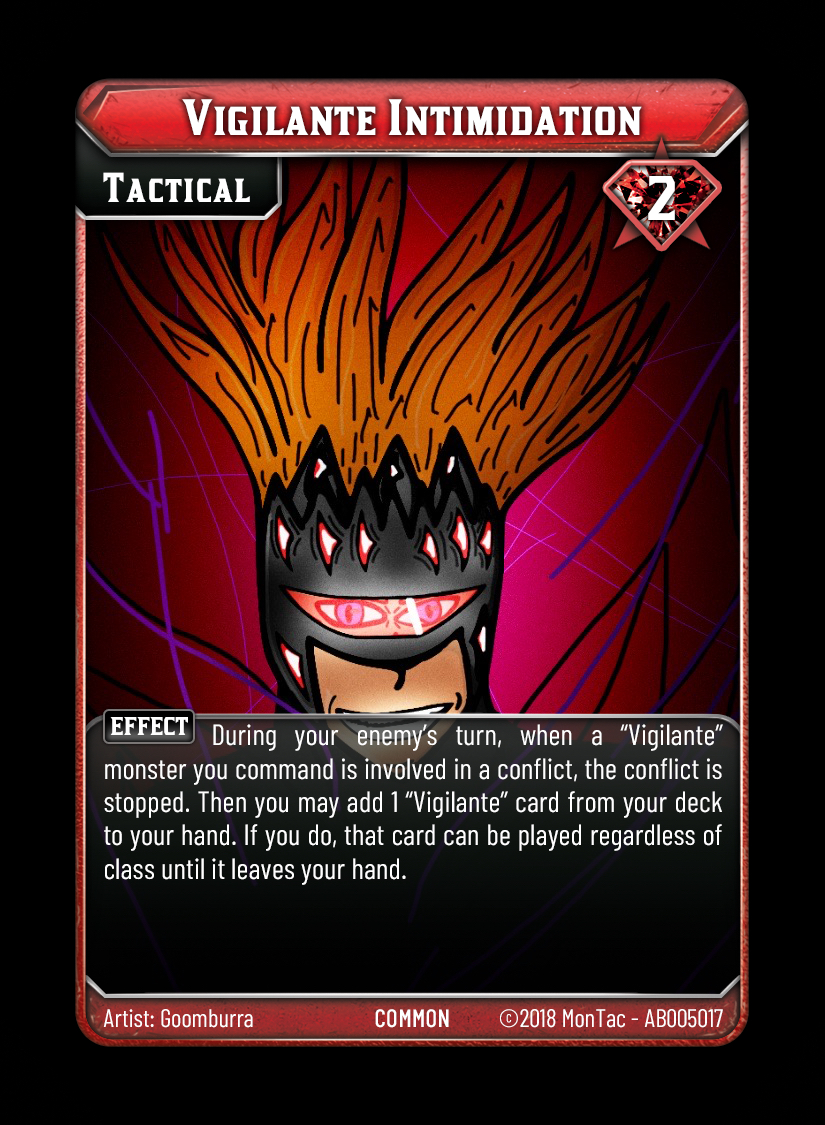 Vigilante Intimidation
Tactical
2
EFFECT During your enemy's turn, when a “Vigilante”
monster you command is involved in a conflict, the conflict is
stopped. Then you may add 1 “Vigilante” card from your deck
to your hand. If you do, that card can be played regardless of
class until it leaves your hand.
Artist: Goomburra COMMON ©2018 MonTac - AB005017